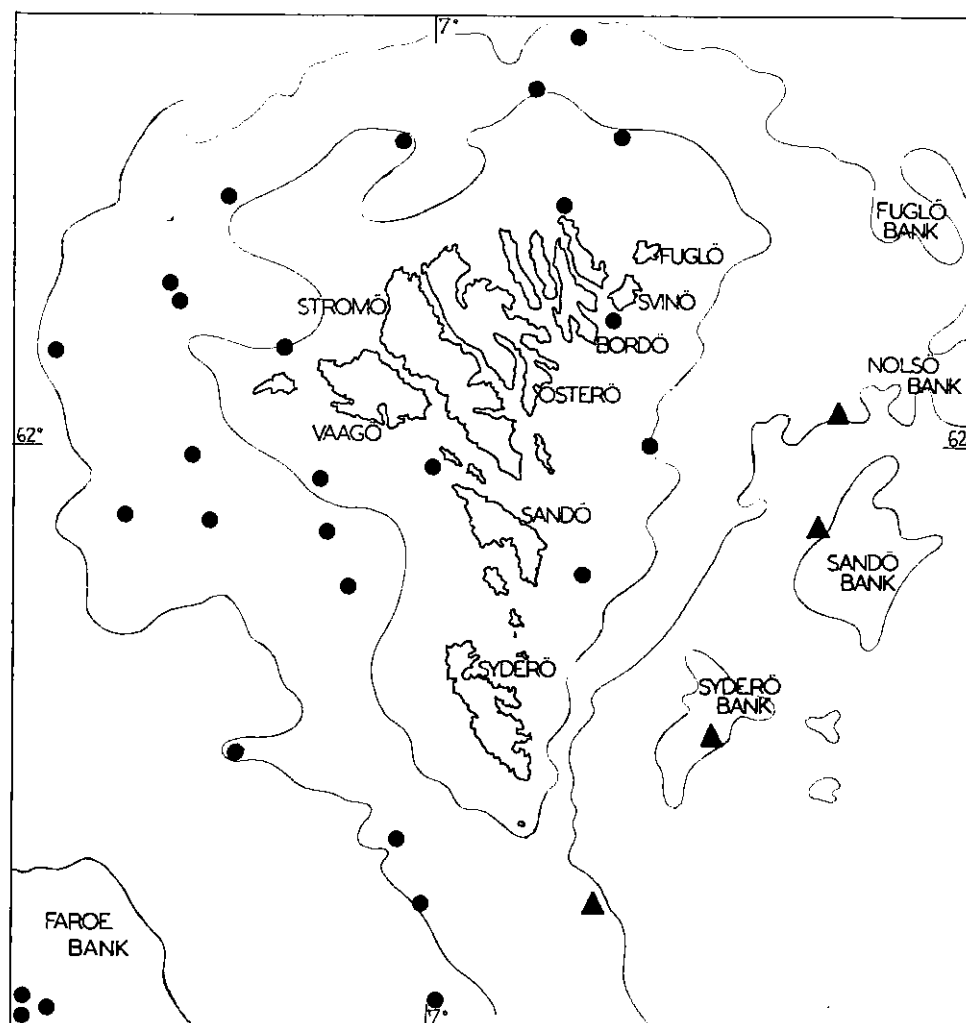 7°
FUGLÖ
BANK
FUGLÖ
STROMÖ
SVINÖ
BORDÖ
NOLSÖ
BANK
ÖSTERÖ
VAAGÖ
62°
62
SANDÖ
SANDÖ
BANK
SYDERÖ
SYDERÖ
BANK
FAROE
BANK
7°